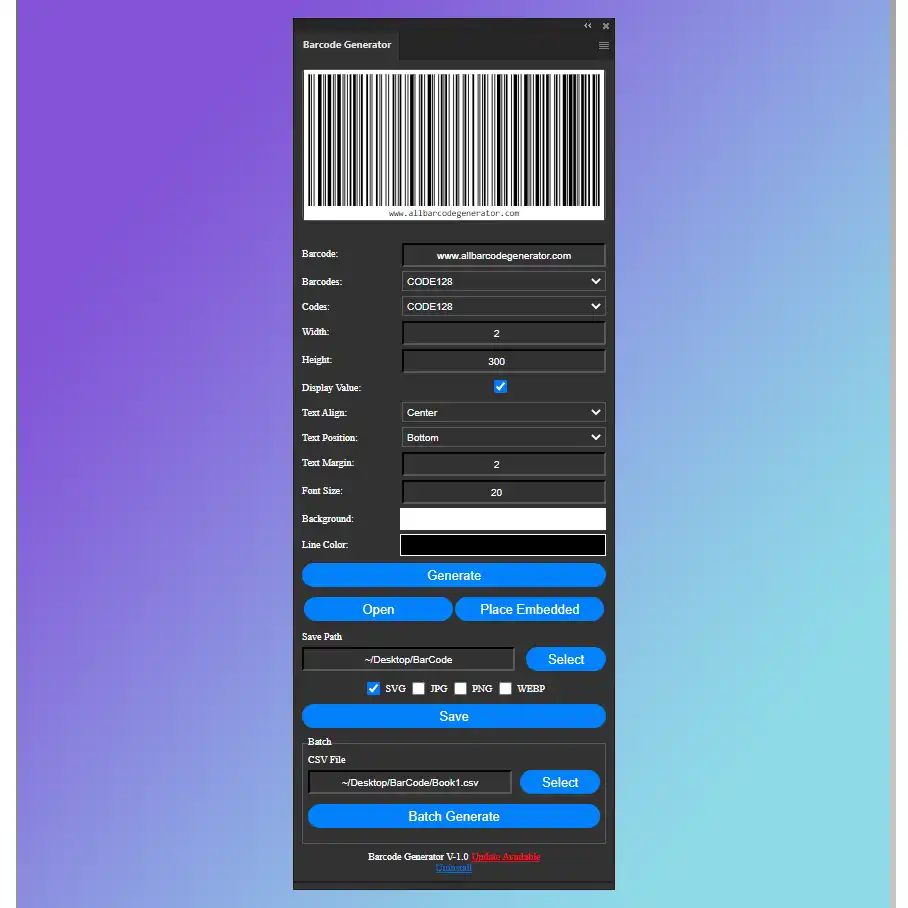 Barcode Generator
www.allbarcodegenerator.com
Barcode: www.allbarcodegenerator.com
Barcodes: CODE128
Codes: CODE128
Width: 2
Height: 300
Display Value:
Text Align: Center
Text Position: Bottom
Text Margin: 2
Font Size: 20
Background:
Line Color:
Generate
Open Place Embedded
Save Path
~/Desktop/BarCode Select
SVG JPG PNG WEBP
Save
Batch
CSV File
~/Desktop/BarCode/Book1.csv Select
Batch Generate
Barcode Generator V-1.0 Update Available
Uninstall